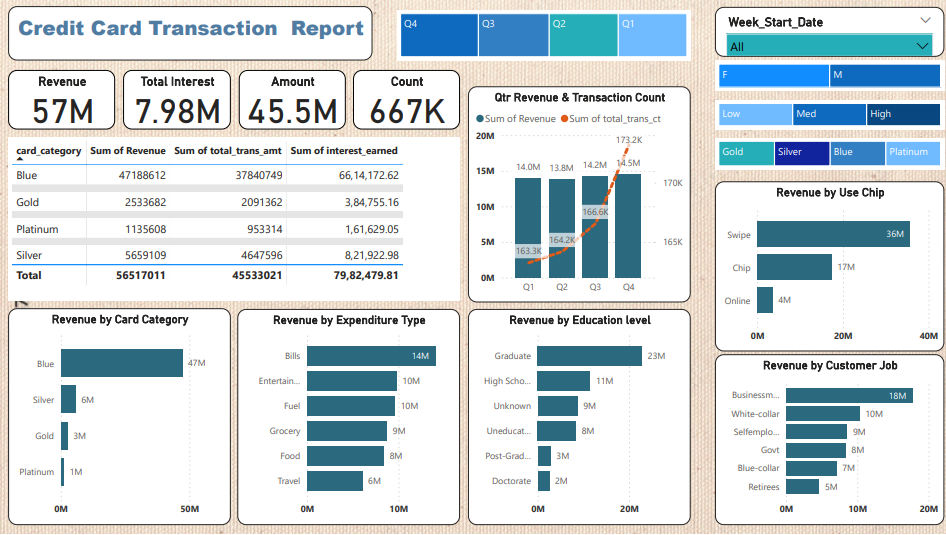 Credit Card Transaction Report
Q4 Q3 Q2 Q1
Week_Start_Date
All
F M
Low Med High
Gold Silver Blue Platinum
Revenue
57M
Total Interest
7.98M
Amount
45.5M
Count
667K
card_category Sum of Revenue Sum of total_trans_amt Sum of interest_earned
Blue 47188612 37840749 66,14,172.62
Gold 2533682 2091362 3,84,755.16
Platinum 1135608 953314 1,61,629.05
Silver 5659109 4647596 8,21,922.98
Total 56517011 45533021 79,82,479.81
Qtr Revenue & Transaction Count
Sum of Revenue Sum of total_trans_ct
20M
15M
10M
5M
0M
14.0M 13.8M 14.2M 14.5M
163.3K 164.2K 166.6K 173.2K
170K
165K
Q1 Q2 Q3 Q4
Revenue by Use Chip
Swipe 36M
Chip 17M
Online 4M
0M 20M 40M
Revenue by Card Category
Blue 47M
Silver 6M
Gold 3M
Platinum 1M
0M 50M
Revenue by Expenditure Type
Bills 14M
Entertain... 10M
Fuel 10M
Grocery 9M
Food 8M
Travel 6M
0M 10M
Revenue by Education level
Graduate 23M
High Scho... 11M
Unknown 9M
Uneducat... 8M
Post-Grad... 3M
Doctorate 2M
0M 20M
Revenue by Customer Job
Businessm... 18M
White-collar 10M
Selfemplo... 9M
Govt 8M
Blue-collar 7M
Retirees 5M
0M 10M 20M